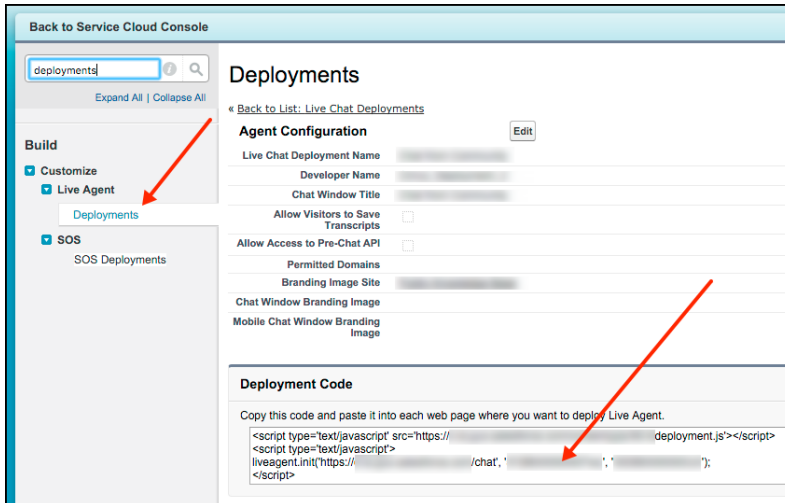 Back to Service Cloud Console
deployments
Expand All | Collapse All
Build
Customize
Live Agent
Deployments
SOS
SOS Deployments
Deployments
« Back to List: Live Chat Deployments
Agent Configuration
Edit
Live Chat Deployment Name
Developer Name
Chat Window Title
Allow Visitors to Save
Transcripts
Allow Access to Pre-Chat API
Permitted Domains
Branding Image Site
Chat Window Branding Image
Mobile Chat Window Branding
Image
Deployment Code
Copy this code and paste it into each web page where you want to deploy Live Agent.
<script type='text/javascript' src='https:// deployment.js'></script>
<script type='text/javascript'>
liveagent.init('https:// /chat', ' ', ' ');
</script>